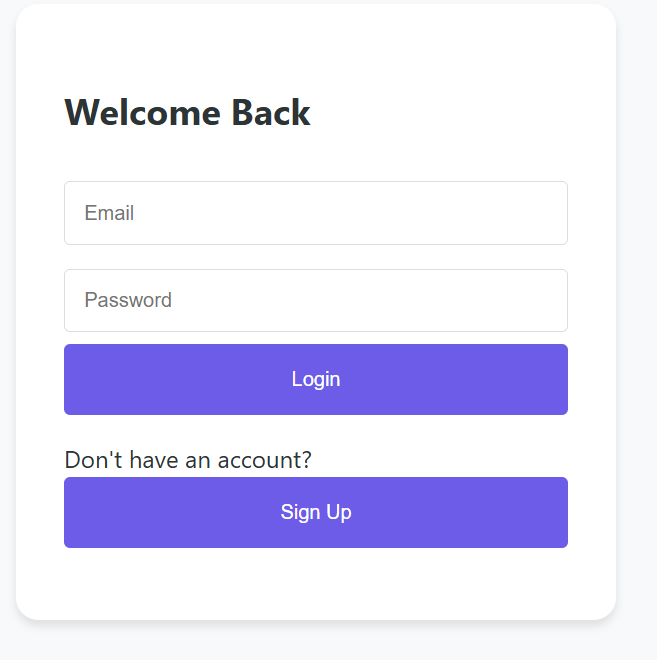 Welcome Back
Email
Password
Login
Don't have an account?
Sign Up